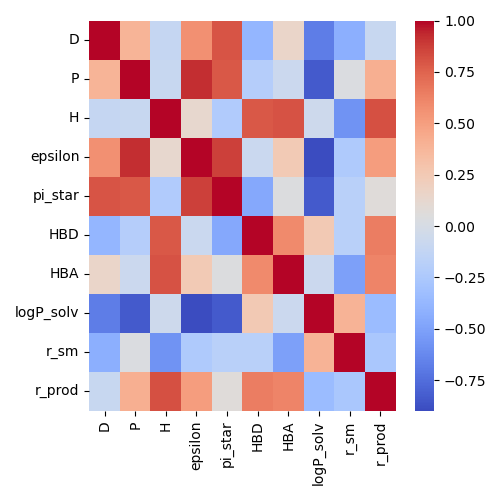 D
P
H
epsilon
pi_star
HBD
HBA
logP_solv
r_sm
r_prod
D
P
H
epsilon
pi_star
HBD
HBA
logP_solv
r_sm
r_prod
1.00
0.75
0.50
0.25
0.00
−0.25
−0.50
−0.75